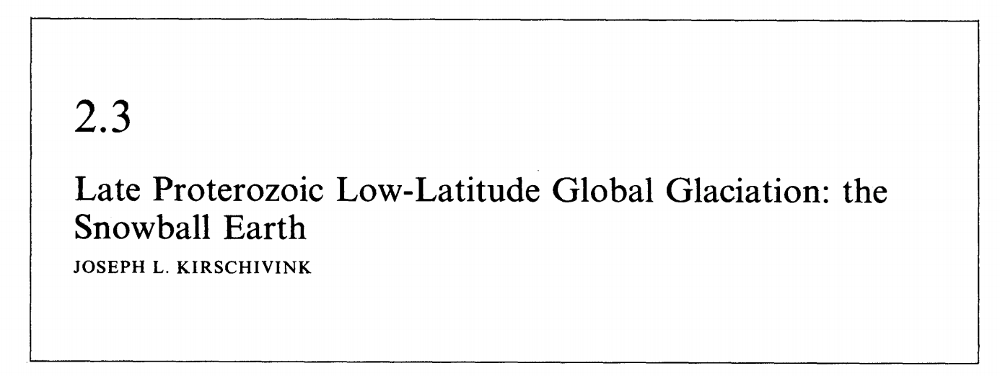 2.3
Late Proterozoic Low-Latitude Global Glaciation: the
Snowball Earth
JOSEPH L. KIRSCHIVINK